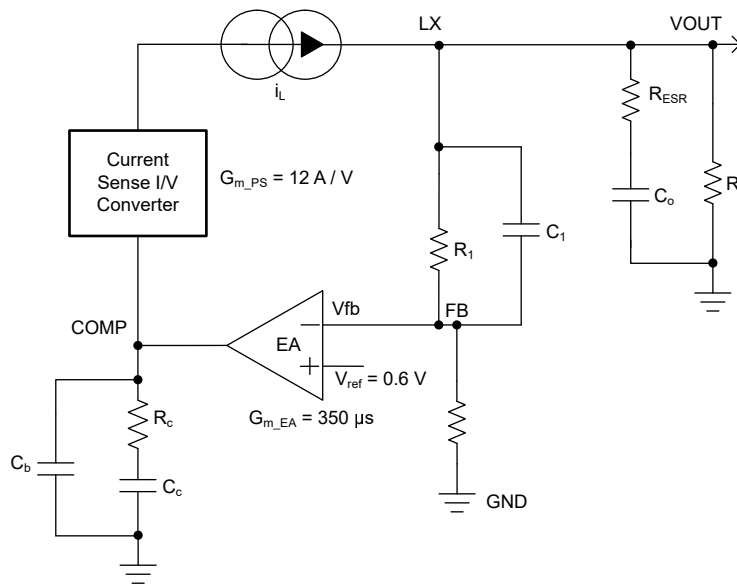 LX
VOUT
i_L
R_ESR
Current
Sense I/V
Converter
G_m_PS = 12 A / V
C_o
R
R_1
C_1
COMP
Vfb
FB
EA
V_ref = 0.6 V
G_m_EA = 350 µs
R_c
C_b
C_c
GND